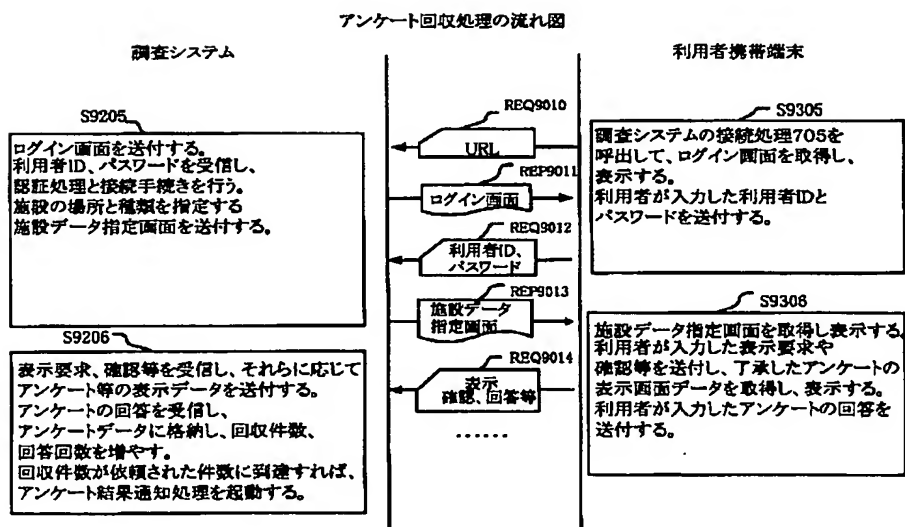 アンケート回収処理の流れ図
調査システム
利用者携帯端末
S9205
ログイン画面を送付する。
利用者ID、パスワードを受信し、
認証処理と接続手続きを行う。
施設の場所と種類を指定する
施設データ指定画面を送付する。
REQ9010
URL
REP9011
ログイン画面
REQ9012
利用者ID、
パスワード
REP9013
施設データ
指定画面
S9305
調査システムの接続処理705を
呼出して、ログイン画面を取得し、
表示する。
利用者が入力した利用者IDと
パスワードを送付する。
S9206
表示要求、確認等を受信し、それらに応じて
アンケート等の表示データを送付する。
アンケートの回答を受信し、
アンケートデータに格納し、回収件数、
回答回数を増やす。
回収件数が依頼された件数に到達すれば、
アンケート結果通知処理を起動する。
REQ9014
表示
確認、回答等
……
S9306
施設データ指定画面を取得し表示する。
利用者が入力した表示要求や
確認等を送付し、了承したアンケートの
表示画面データを取得し、表示する。
利用者が入力したアンケートの回答を
送付する。